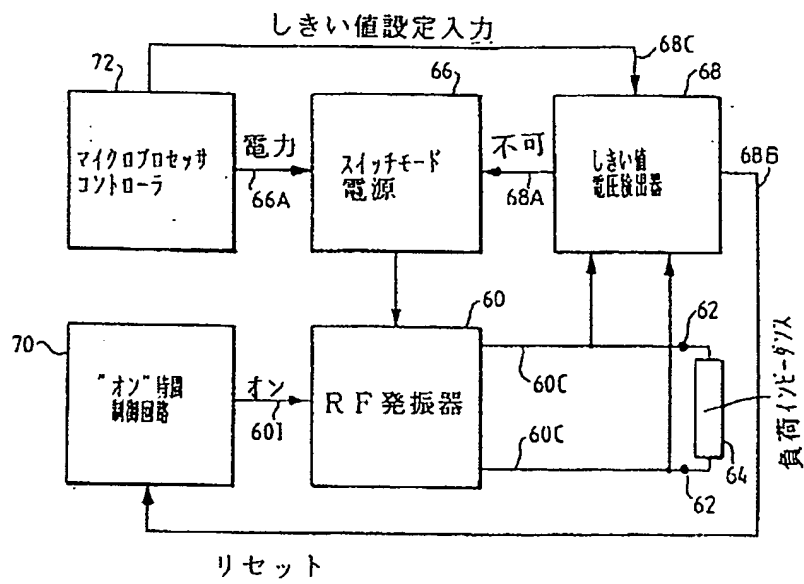 しきい値設定入力
68C
72
66
68
マイクロプロセッサ
コントローラ
電力
66A
スイッチモード
電源
不可
68A
しきい値
電圧検出器
68B
70
60
62
"オン"時間
制御回路
オン
60I
RF発振器
60C
60C
62
64
負荷インピーダンス
リセット